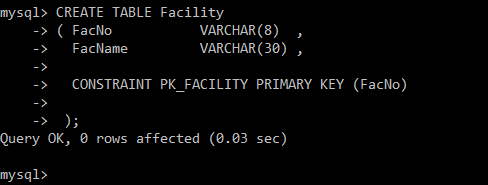 mysql> CREATE TABLE Facility
    -> ( FacNo           VARCHAR(8)  ,
    ->   FacName         VARCHAR(30) ,
    ->
    ->   CONSTRAINT PK_FACILITY PRIMARY KEY (FacNo)
    ->
    ->  );
Query OK, 0 rows affected (0.03 sec)

mysql>